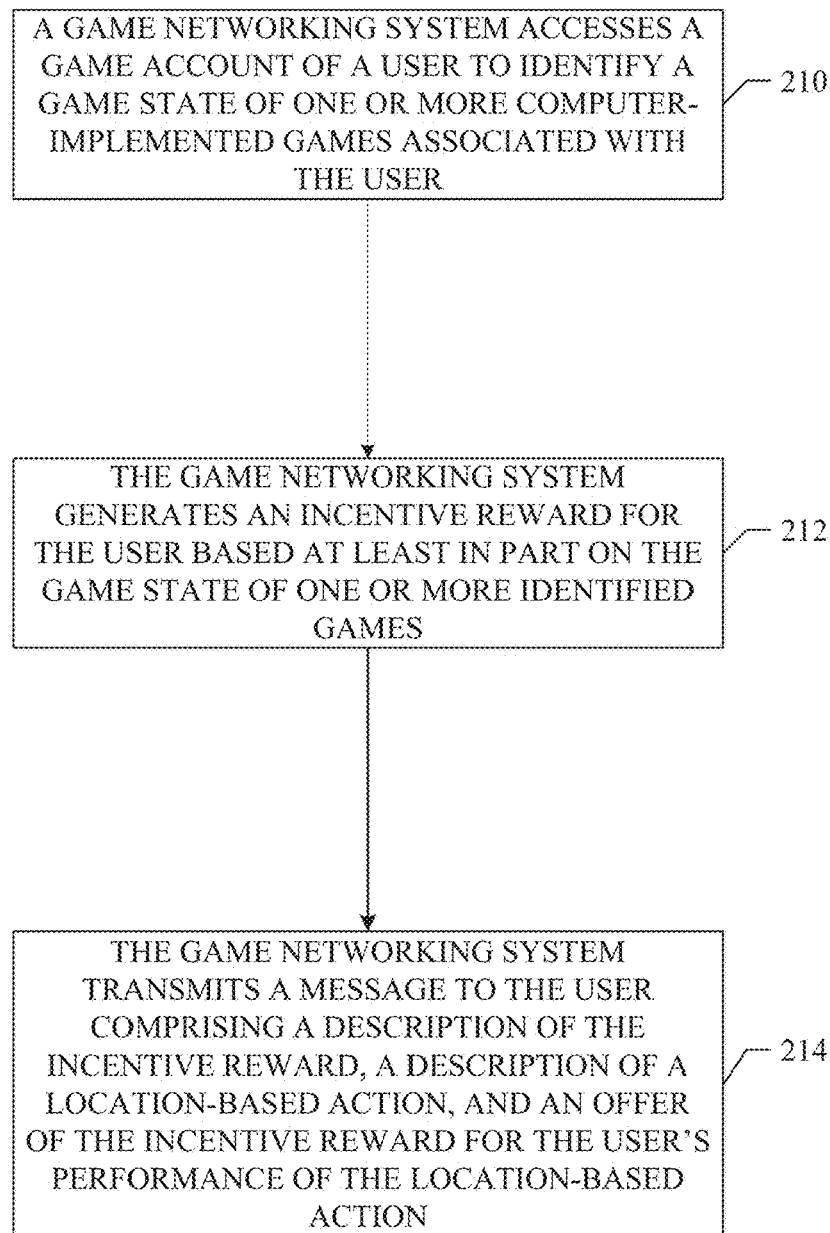 A GAME NETWORKING SYSTEM ACCESSES A
GAME ACCOUNT OF A USER TO IDENTIFY A
GAME STATE OF ONE OR MORE COMPUTER-
IMPLEMENTED GAMES ASSOCIATED WITH
THE USER
210
THE GAME NETWORKING SYSTEM
GENERATES AN INCENTIVE REWARD FOR
THE USER BASED AT LEAST IN PART ON THE
GAME STATE OF ONE OR MORE IDENTIFIED
GAMES
212
THE GAME NETWORKING SYSTEM
TRANSMITS A MESSAGE TO THE USER
COMPRISING A DESCRIPTION OF THE
INCENTIVE REWARD, A DESCRIPTION OF A
LOCATION-BASED ACTION, AND AN OFFER
OF THE INCENTIVE REWARD FOR THE USER'S
PERFORMANCE OF THE LOCATION-BASED
ACTION
214